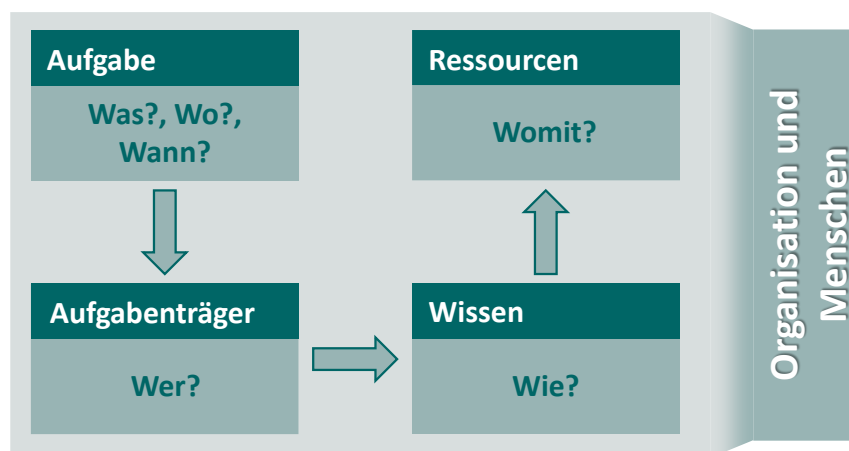 Aufgabe
Was?, Wo?,
Wann?
Aufgabenträger
Wer?
Wissen
Wie?
Ressourcen
Womit?
Organisation und
Menschen